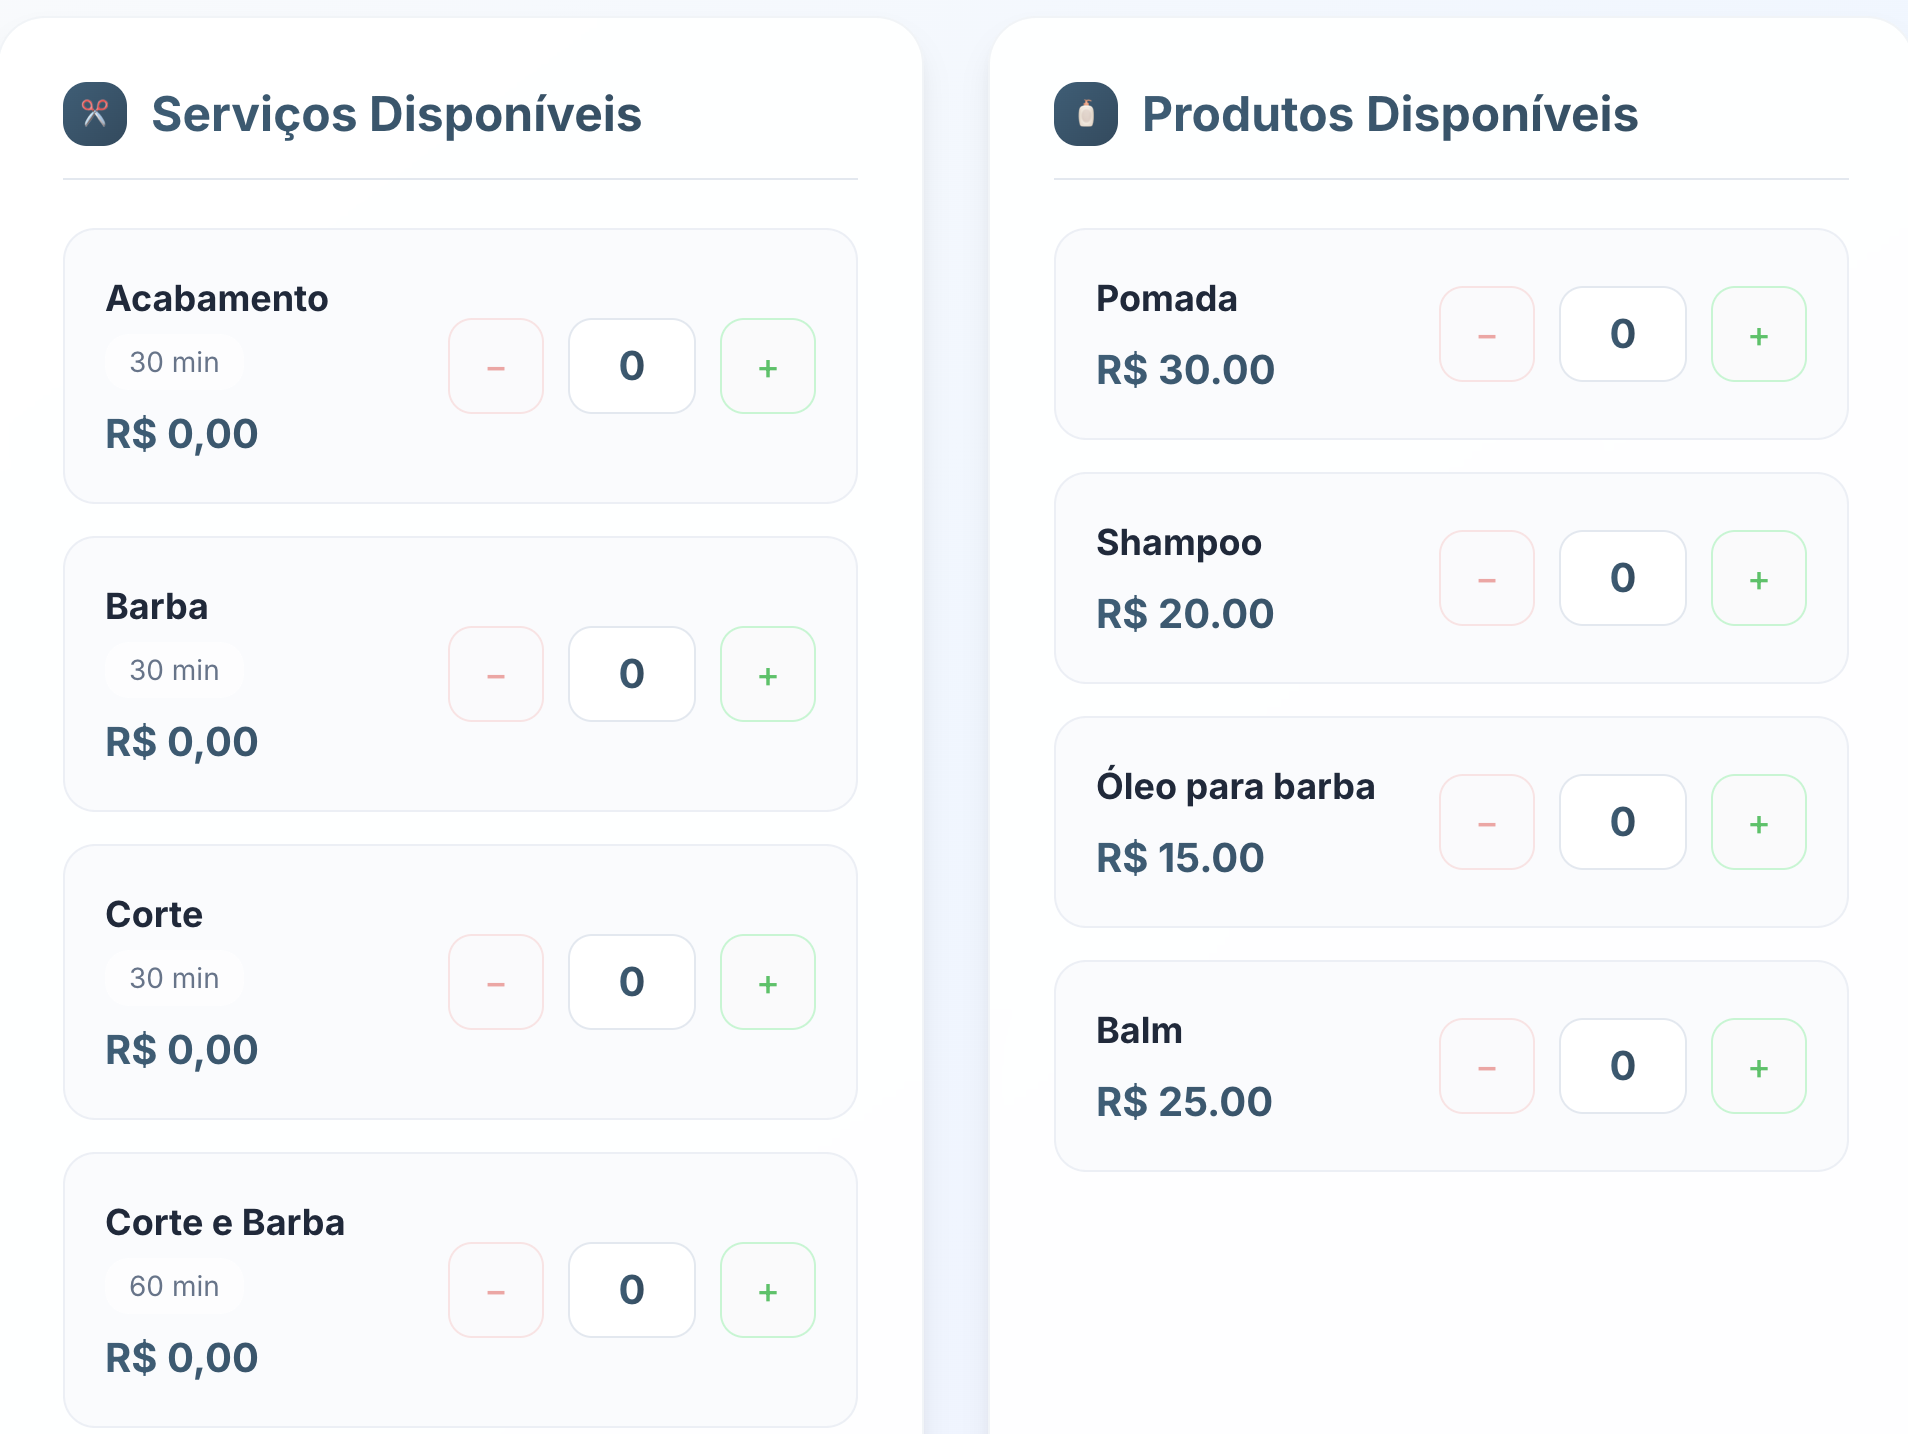 Serviços Disponíveis
Acabamento
30 min
R$ 0,00
– 0 +
Barba
30 min
R$ 0,00
– 0 +
Corte
30 min
R$ 0,00
– 0 +
Corte e Barba
60 min
R$ 0,00
– 0 +
Produtos Disponíveis
Pomada
R$ 30.00
– 0 +
Shampoo
R$ 20.00
– 0 +
Óleo para barba
R$ 15.00
– 0 +
Balm
R$ 25.00
– 0 +